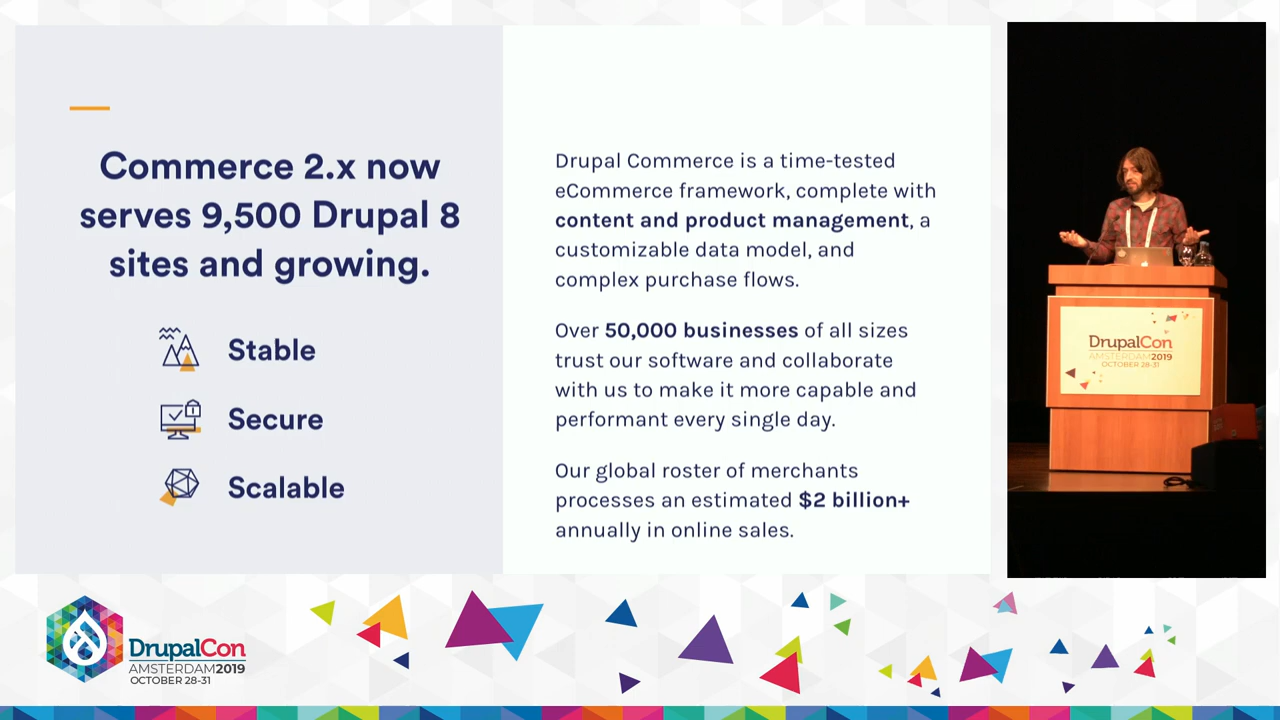 Commerce 2.x now
serves 9,500 Drupal 8
sites and growing.
Stable
Secure
Scalable
Drupal Commerce is a time-tested
eCommerce framework, complete with
content and product management, a
customizable data model, and
complex purchase flows.
Over 50,000 businesses of all sizes
trust our software and collaborate
with us to make it more capable and
performant every single day.
Our global roster of merchants
processes an estimated $2 billion+
annually in online sales.
DrupalCon
AMSTERDAM2019
OCTOBER 28-31
DrupalCon
AMSTERDAM2019
OCTOBER 28-31